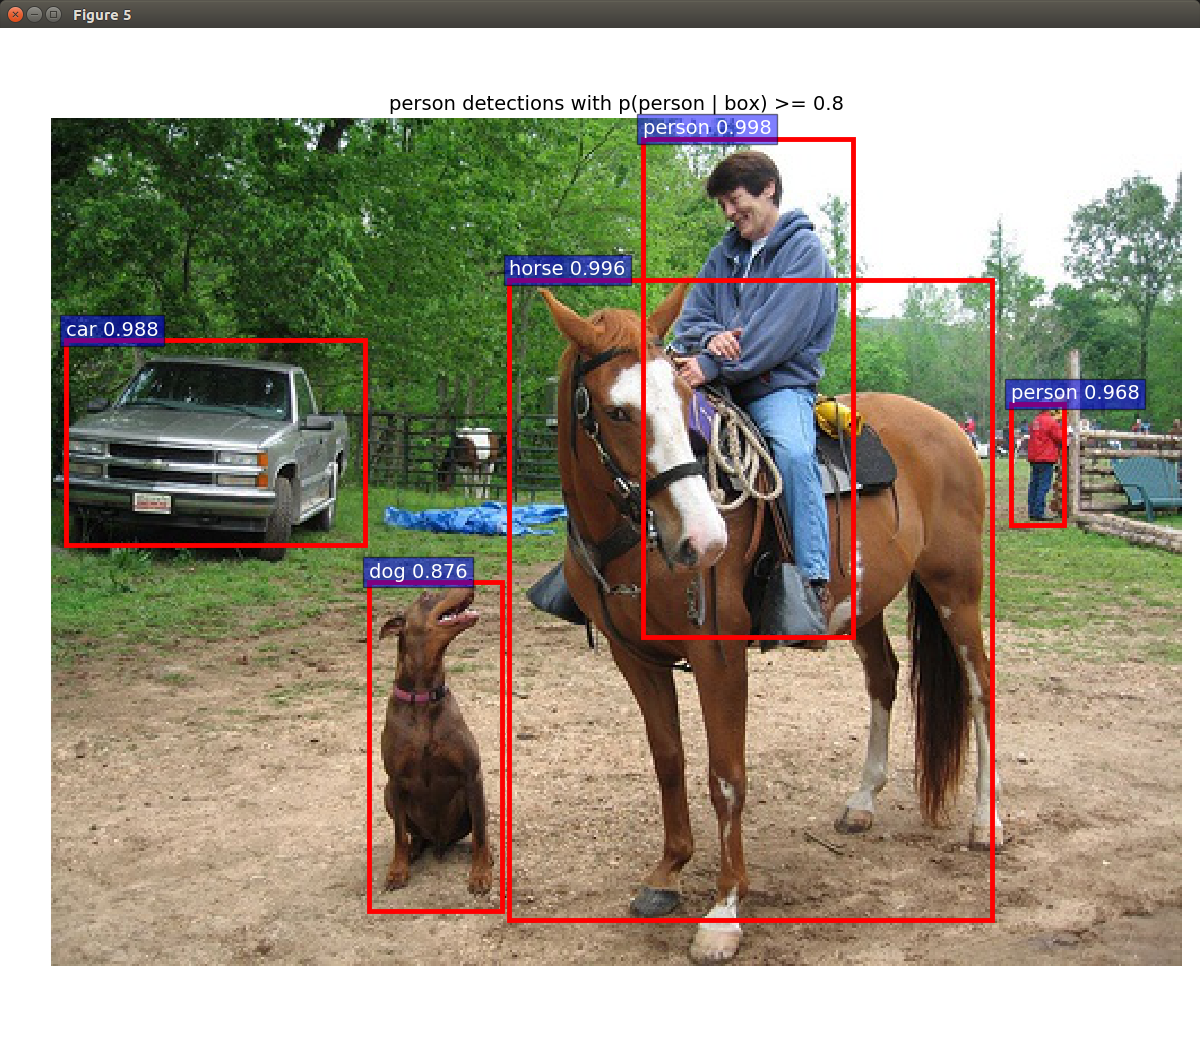 Figure 5
person detections with p(person | box) >= 0.8
person 0.998
horse 0.996
car 0.988
person 0.968
dog 0.876